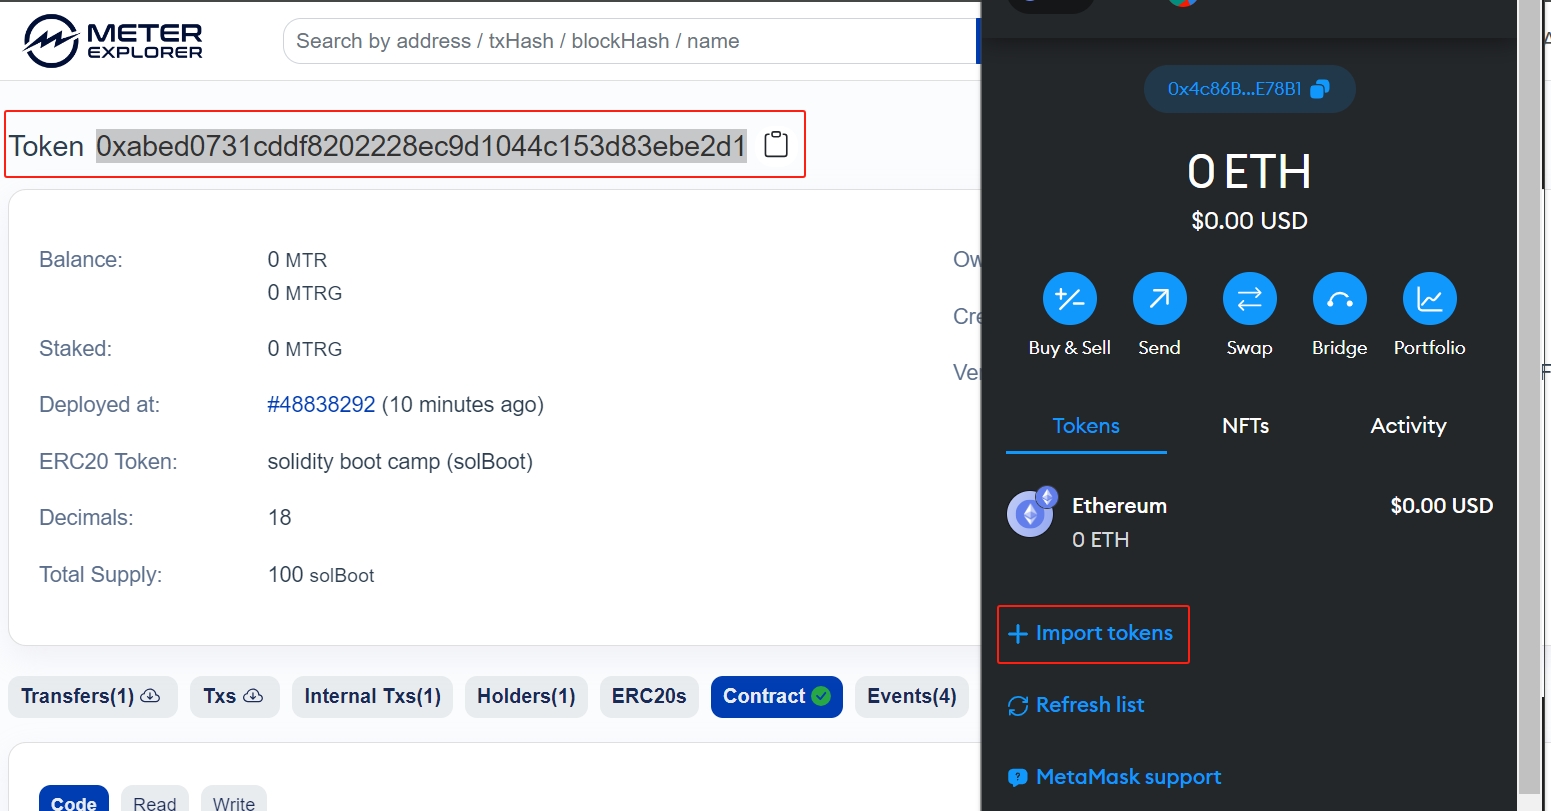 METER
EXPLORER
Search by address / txHash / blockHash / name
Token 0xabed0731cddf8202228ec9d1044c153d83ebe2d1
Balance: 0 MTR
0 MTRG
Staked: 0 MTRG
Deployed at: #48838292 (10 minutes ago)
ERC20 Token: solidity boot camp (solBoot)
Decimals: 18
Total Supply: 100 solBoot
Ow
Cre
Ver
Transfers(1) Txs Internal Txs(1) Holders(1) ERC20s Contract Events(4)
Code Read Write
0x4c86B...E78B1
0 ETH
$0.00 USD
Buy & Sell Send Swap Bridge Portfolio
Tokens NFTs Activity
Ethereum $0.00 USD
0 ETH
+ Import tokens
Refresh list
MetaMask support